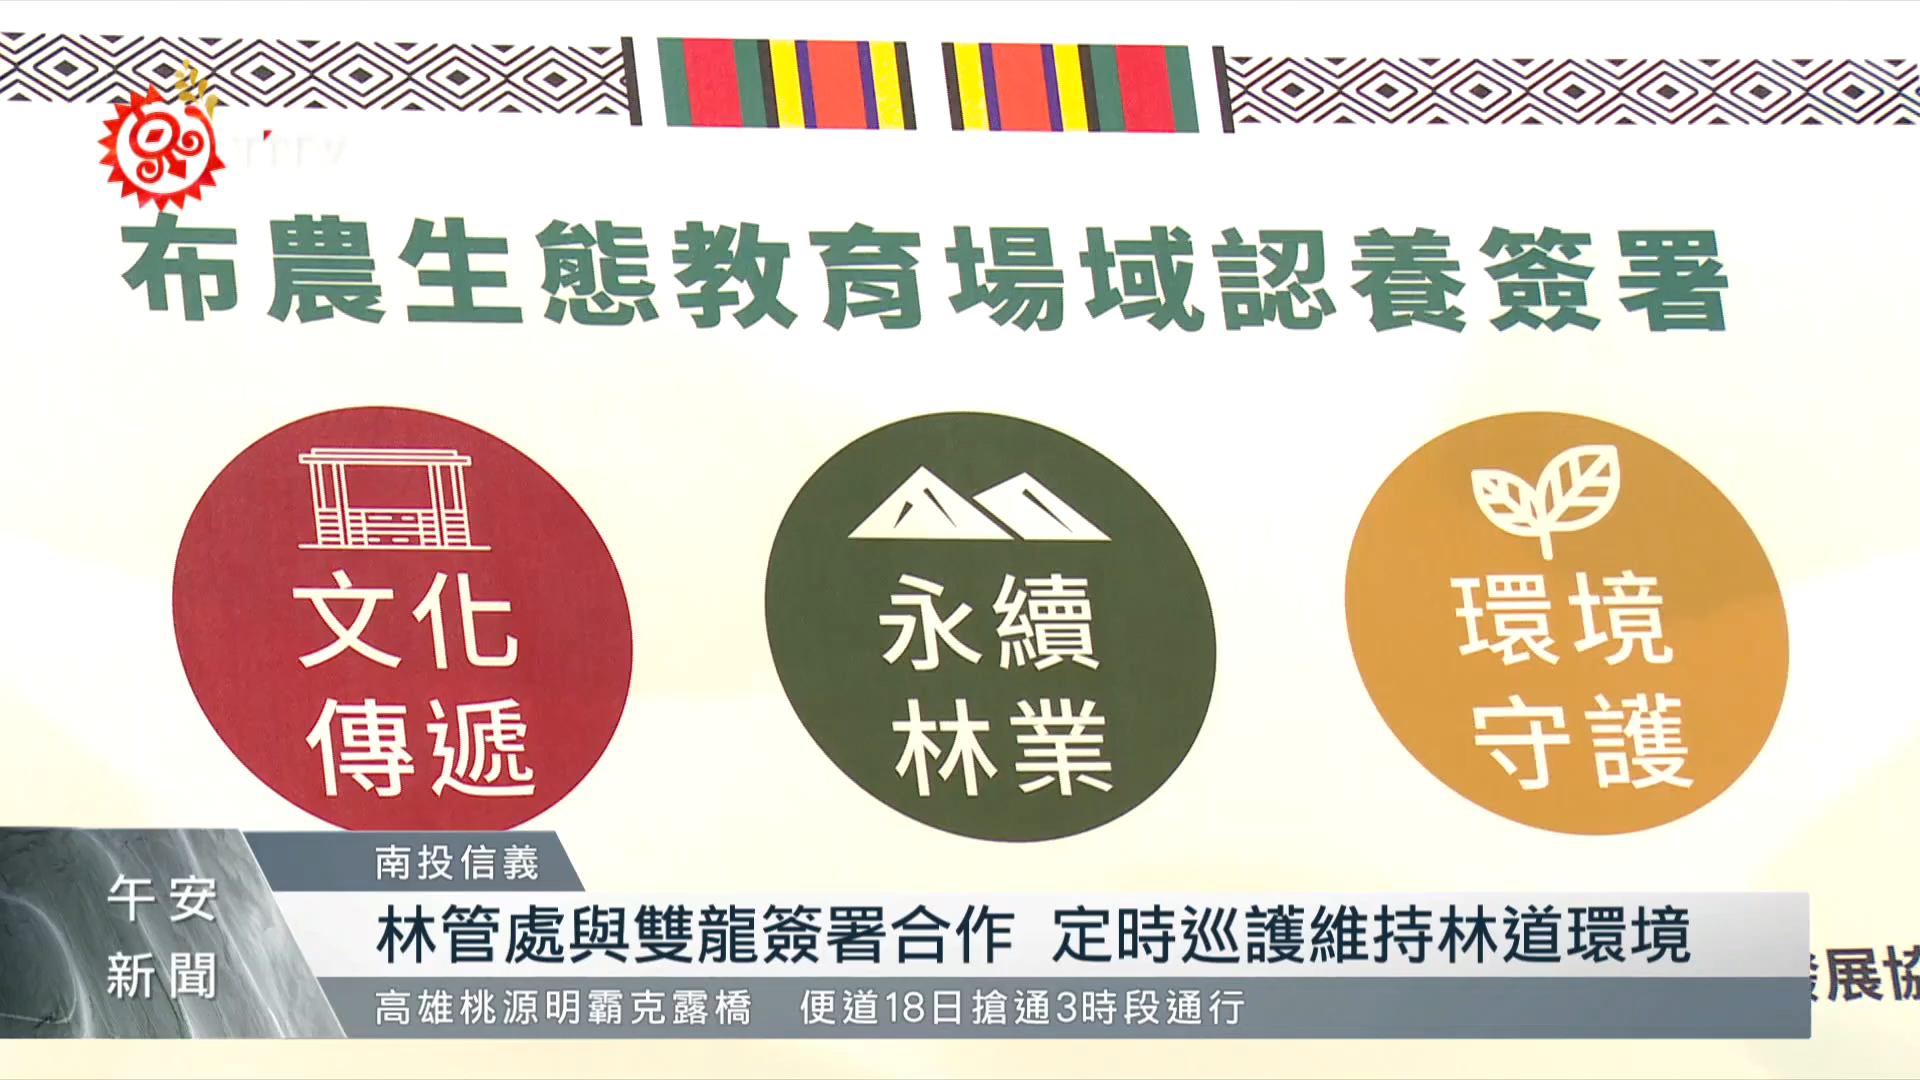 布農生態教育場域認養簽署
文化
傳遞
永續
林業
環境
守護
南投信義
午安
新聞
林管處與雙龍簽署合作 定時巡護維持林道環境
展協
高雄桃源明霸克露橋 便道18日搶通3時段通行